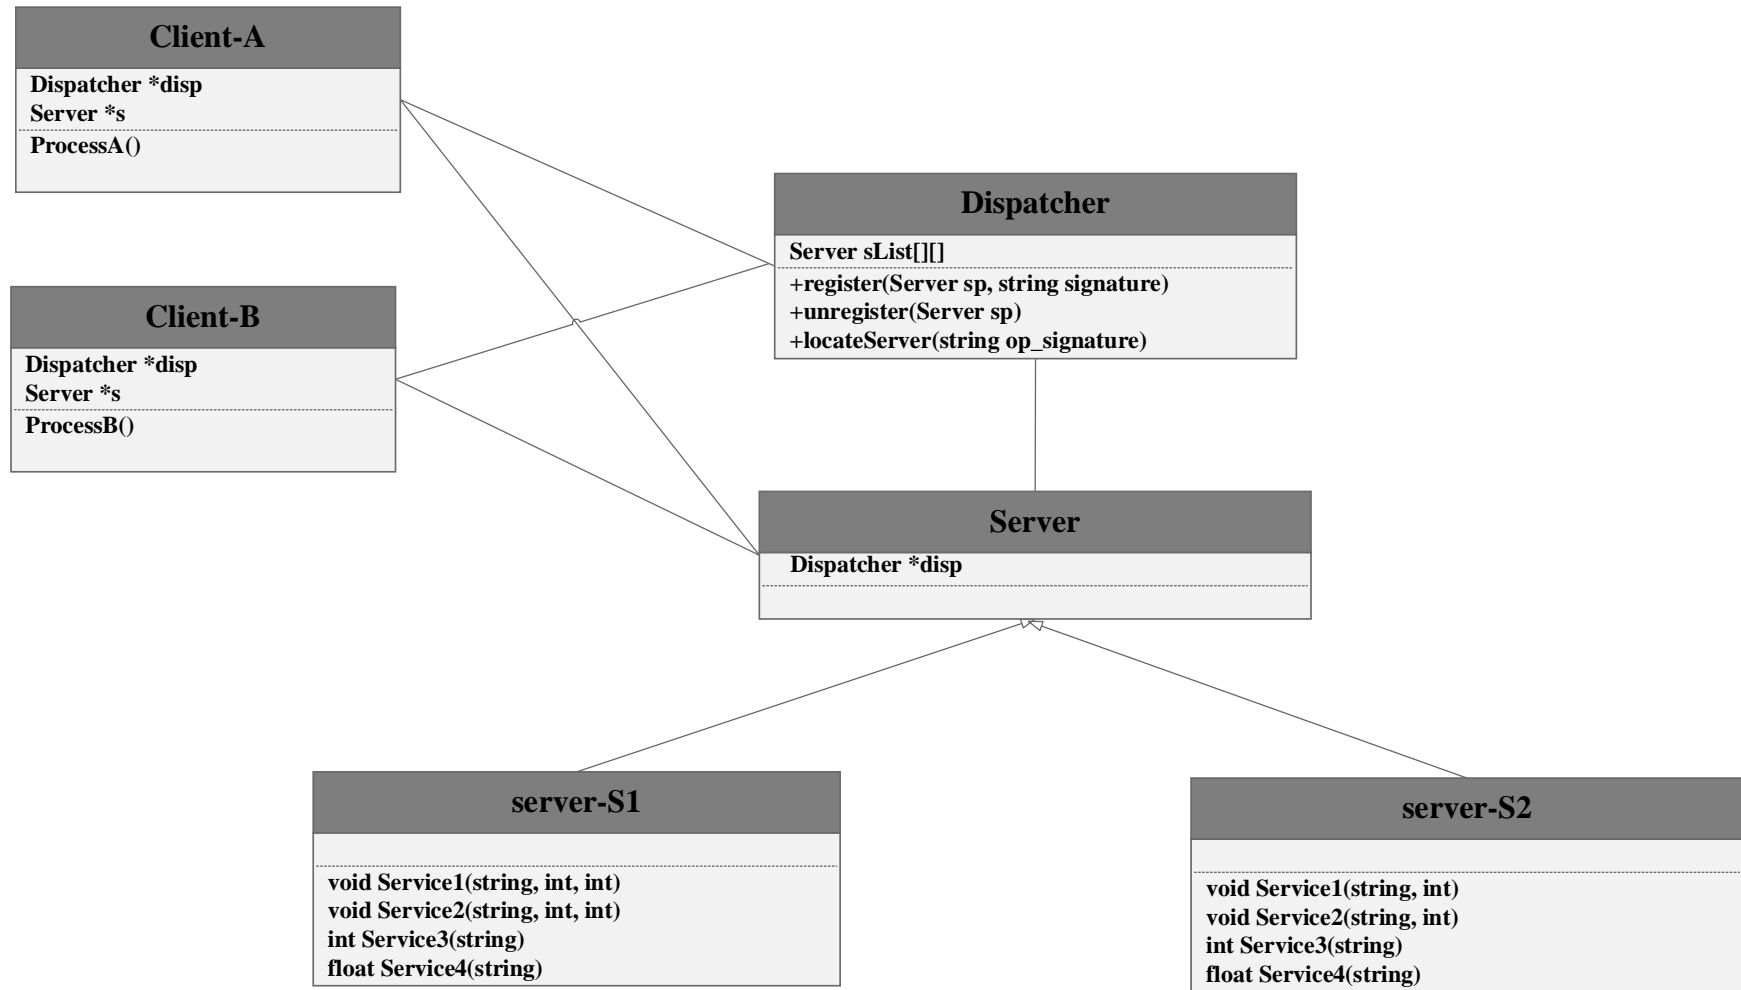 Client-A
Dispatcher *disp
Server *s
ProcessA()
Dispatcher
Server sList[][]
+register(Server sp, string signature)
+unregister(Server sp)
+locateServer(string op_signature)
Client-B
Dispatcher *disp
Server *s
ProcessB()
Server
Dispatcher *disp
server-S1
void Service1(string, int, int)
void Service2(string, int, int)
int Service3(string)
float Service4(string)
server-S2
void Service1(string, int)
void Service2(string, int)
int Service3(string)
float Service4(string)